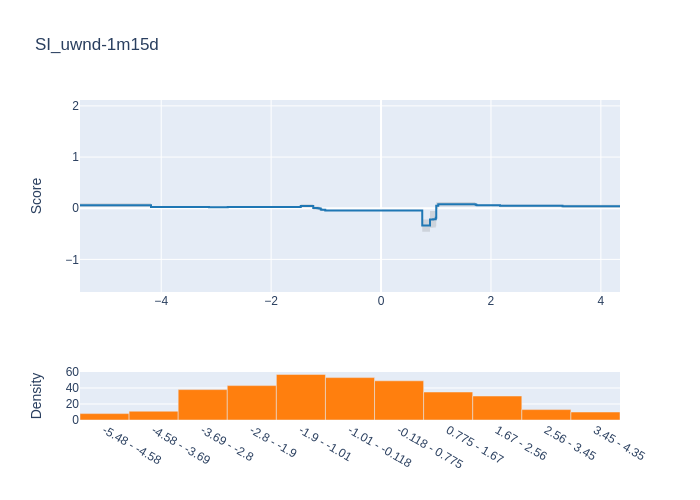 SI_uwnd-1m15d
2
1
0
−1
Score
−4
−2
0
2
4
60
40
20
0
Density
-5.48 - -4.58
-4.58 - -3.69
-3.69 - -2.8
-2.8 - -1.9
-1.9 - -1.01
-1.01 - -0.118
-0.118 - 0.775
0.775 - 1.67
1.67 - 2.56
2.56 - 3.45
3.45 - 4.35